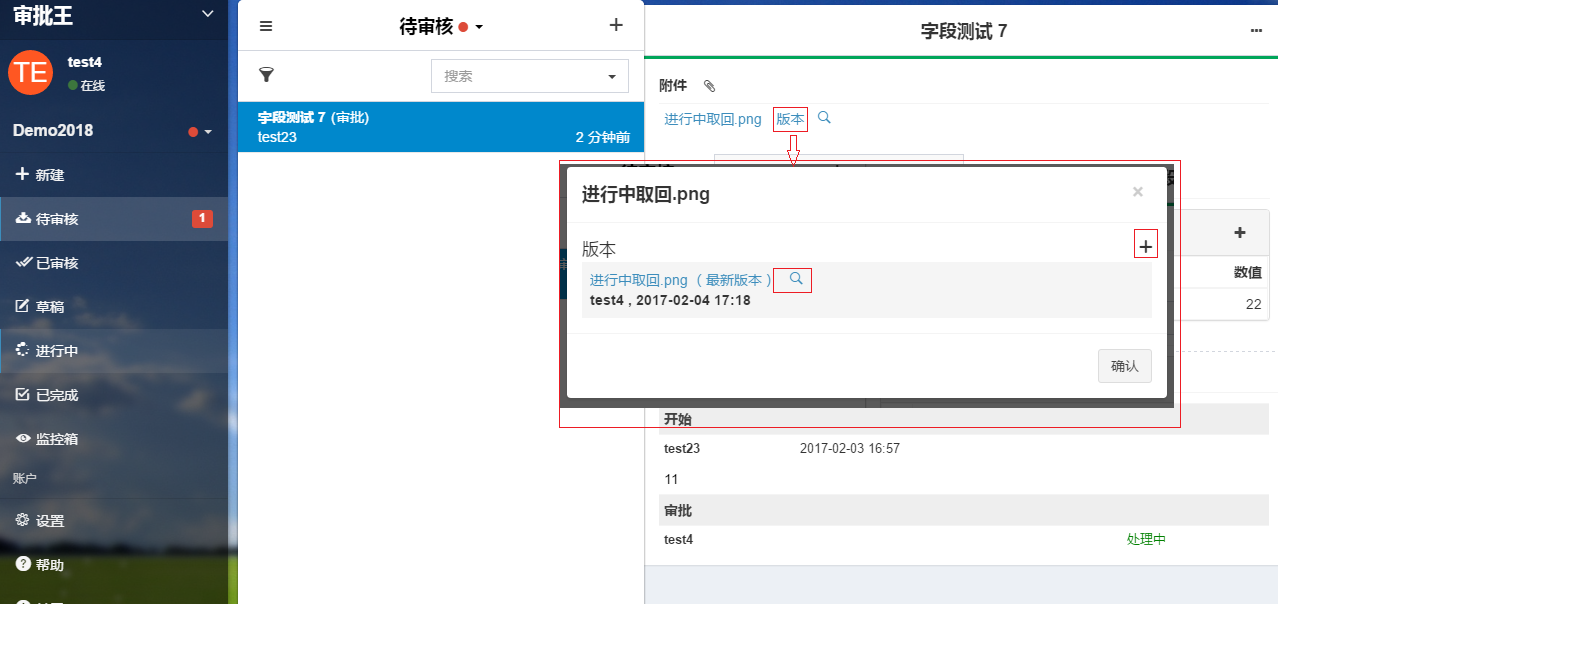 审批王
TE
test4
在线
Demo2018
新建
待审核
1
已审核
草稿
进行中
已完成
监控箱
账户
设置
帮助
待审核
搜索
字段测试 7 (审批)
test23
2 分钟前
字段测试 7
附件
进行中取回.png
版本
进行中取回.png
×
版本
进行中取回.png（最新版本）
test4 , 2017-02-04 17:18
确认
数值
22
开始
test23
2017-02-03 16:57
11
审批
test4
处理中